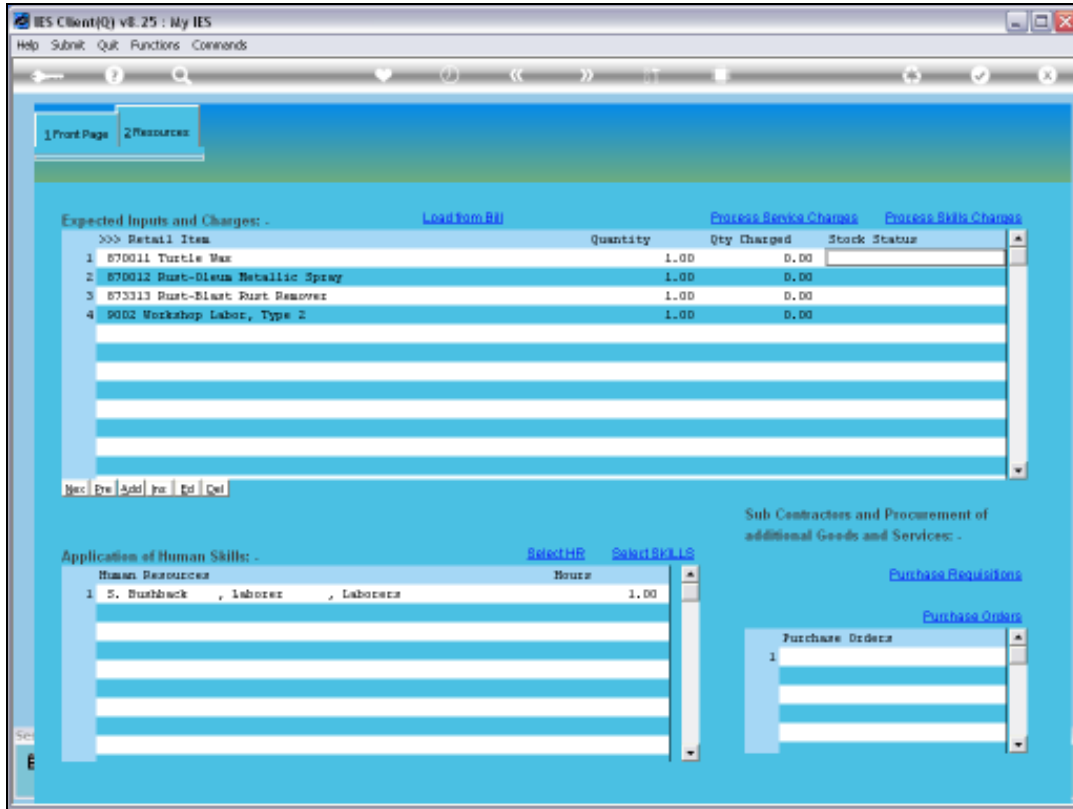 IES Client(Q) v8.25 : My IES
Help Submit Quit Functions Commands
1 Front Page 2 Resources
Expected Inputs and Charges: - Load from Bill Process Service Charges Process Skills Charges
>>> Retail Item Quantity Qty Charged Stock Status
1 870011 Turtle Wax 1.00 0.00
2 870012 Rust-Oleum Metallic Spray 1.00 0.00
3 873313 Rust-Blast Rust Remover 1.00 0.00
4 9002 Workshop Labor, Type 2 1.00 0.00
Nex Pre Add Ins Ed Del
Sub Contractors and Procurement of
additional Goods and Services: -
Application of Human Skills: - Select HR Select SKILLS
Human Resources Hours
Purchase Requisitions
1 S. Bushback , laborer , Laborers 1.00
Purchase Orders
Purchase Orders
1